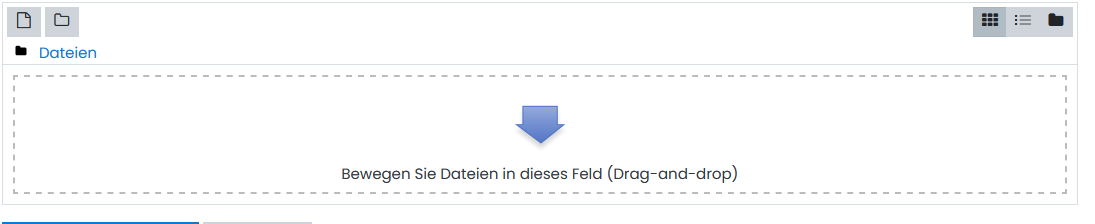 Dateien
Bewegen Sie Dateien in dieses Feld (Drag-and-drop)